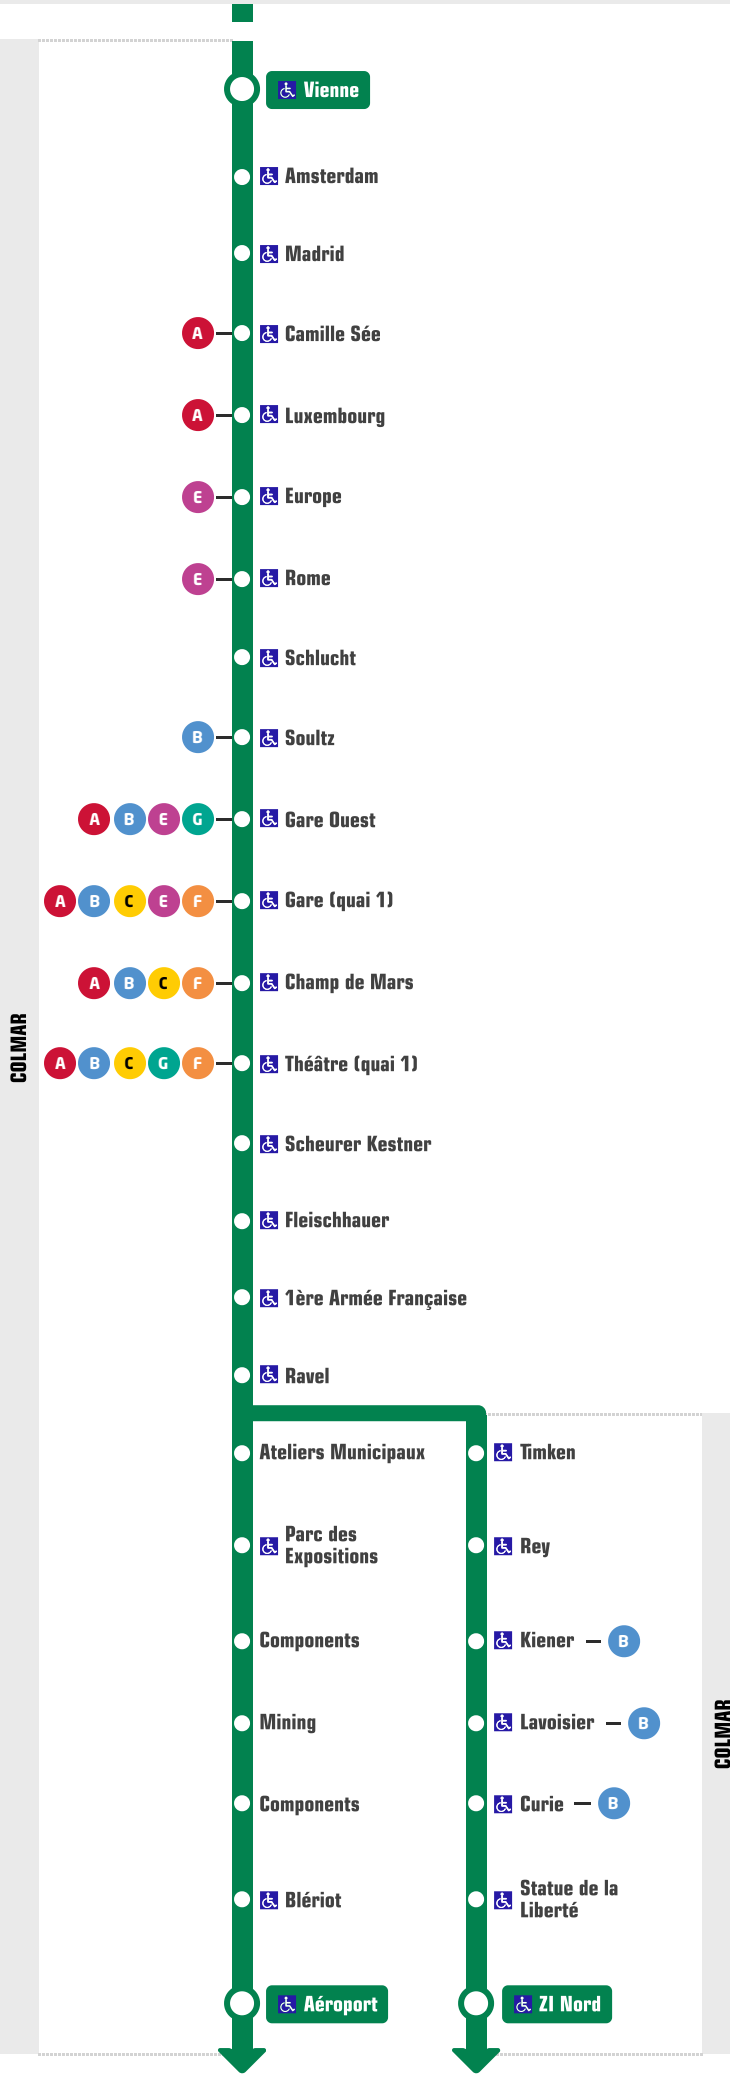 Vienne
Amsterdam
Madrid
A Camille Sée
A Luxembourg
E Europe
E Rome
Schlucht
B Soultz
A B E G Gare Ouest
A B C E F Gare (quai 1)
A B C F Champ de Mars
COLMAR
A B C G F Théâtre (quai 1)
Scheurer Kestner
Fleischhauer
1ère Armée Française
Ravel
Ateliers Municipaux
Parc des
Expositions
Components
Mining
Components
Blériot
Aéroport
Timken
Rey
Kiener B
Lavoisier B
Curie B
Statue de la
Liberté
ZI Nord
COLMAR